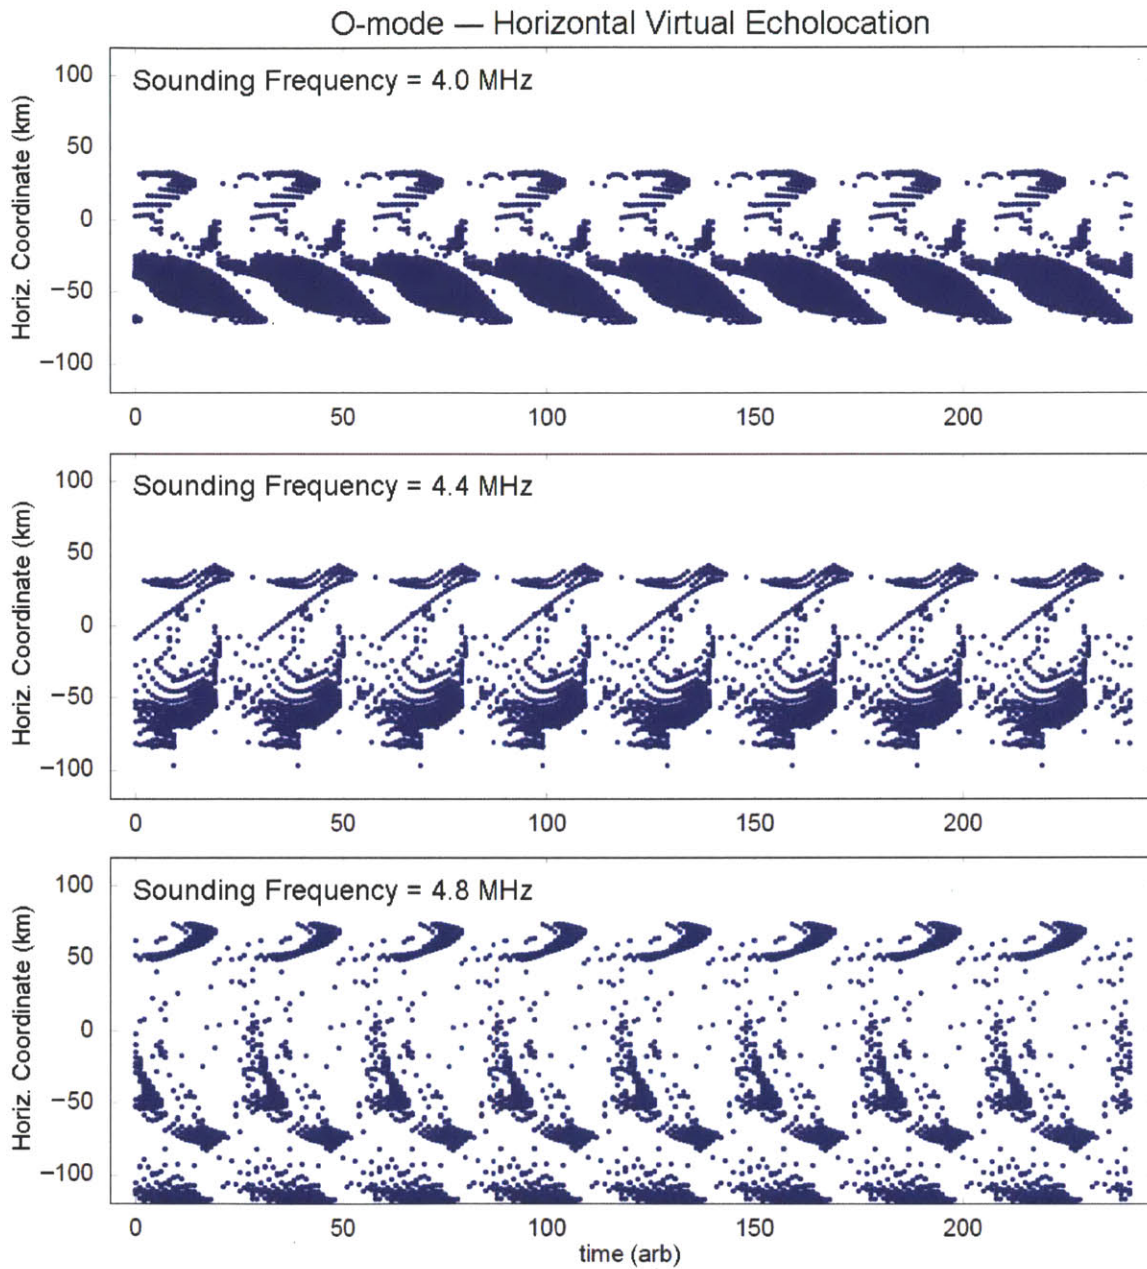 O-mode — Horizontal Virtual Echolocation
Sounding Frequency = 4.0 MHz
Horiz. Coordinate (km)
100
50
0
−50
−100
0 50 100 150 200
Sounding Frequency = 4.4 MHz
Horiz. Coordinate (km)
100
50
0
−50
−100
0 50 100 150 200
Sounding Frequency = 4.8 MHz
Horiz. Coordinate (km)
100
50
0
−50
−100
0 50 100 150 200
time (arb)